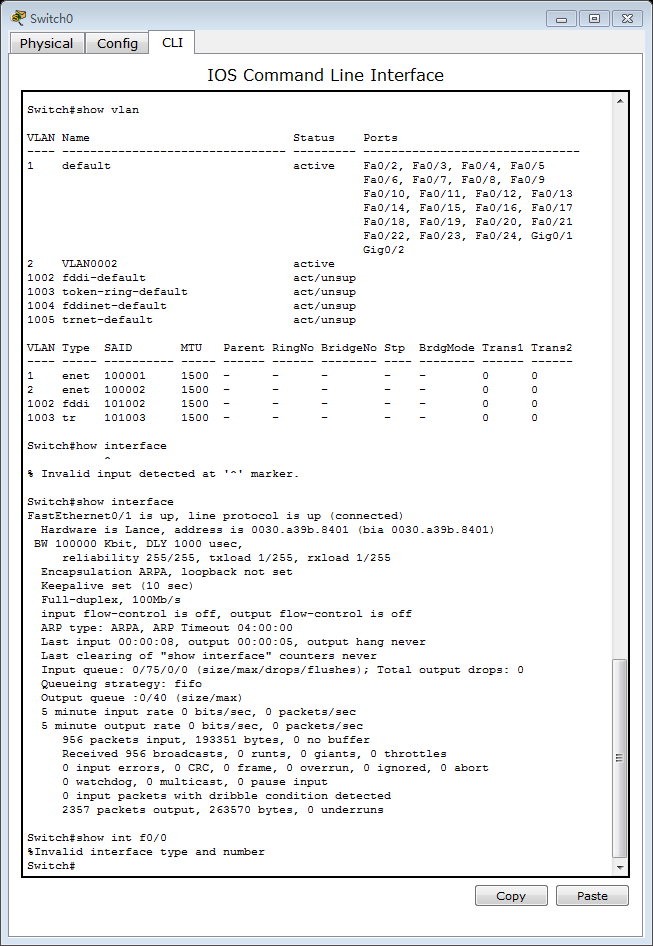 Switch0
Physical Config CLI
IOS Command Line Interface
Switch#show vlan
VLAN Name                             Status    Ports
---- -------------------------------- --------- -------------------------------
1    default                          active    Fa0/2, Fa0/3, Fa0/4, Fa0/5
                                                Fa0/6, Fa0/7, Fa0/8, Fa0/9
                                                Fa0/10, Fa0/11, Fa0/12, Fa0/13
                                                Fa0/14, Fa0/15, Fa0/16, Fa0/17
                                                Fa0/18, Fa0/19, Fa0/20, Fa0/21
                                                Fa0/22, Fa0/23, Fa0/24, Gig0/1
                                                Gig0/2
2    VLAN0002                         active
1002 fddi-default                     act/unsup
1003 token-ring-default               act/unsup
1004 fddinet-default                  act/unsup
1005 trnet-default                    act/unsup
VLAN Type  SAID       MTU   Parent RingNo BridgeNo Stp  BrdgMode Trans1 Trans2
---- ----- ---------- ----- ------ ------ -------- ---- -------- ------ ------
1    enet  100001     1500  -      -      -        -    -        0      0
2    enet  100002     1500  -      -      -        -    -        0      0
1002 fddi  101002     1500  -      -      -        -    -        0      0
1003 tr    101003     1500  -      -      -        -    -        0      0
Switch#how interface
           ^
% Invalid input detected at '^' marker.
Switch#show interface
FastEthernet0/1 is up, line protocol is up (connected)
  Hardware is Lance, address is 0030.a39b.8401 (bia 0030.a39b.8401)
 BW 100000 Kbit, DLY 1000 usec,
     reliability 255/255, txload 1/255, rxload 1/255
  Encapsulation ARPA, loopback not set
  Keepalive set (10 sec)
  Full-duplex, 100Mb/s
  input flow-control is off, output flow-control is off
  ARP type: ARPA, ARP Timeout 04:00:00
  Last input 00:00:08, output 00:00:05, output hang never
  Last clearing of "show interface" counters never
  Input queue: 0/75/0/0 (size/max/drops/flushes); Total output drops: 0
  Queueing strategy: fifo
  Output queue :0/40 (size/max)
  5 minute input rate 0 bits/sec, 0 packets/sec
  5 minute output rate 0 bits/sec, 0 packets/sec
     956 packets input, 193351 bytes, 0 no buffer
     Received 956 broadcasts, 0 runts, 0 giants, 0 throttles
     0 input errors, 0 CRC, 0 frame, 0 overrun, 0 ignored, 0 abort
     0 watchdog, 0 multicast, 0 pause input
     0 input packets with dribble condition detected
     2357 packets output, 263570 bytes, 0 underruns
Switch#show int f0/0
%Invalid interface type and number
Switch#
Copy Paste